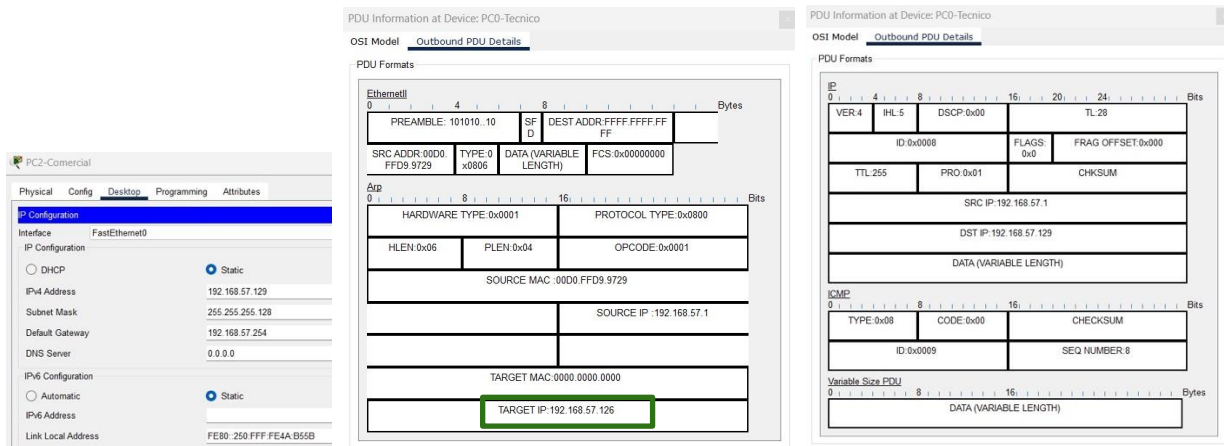 PC2-Comercial
Physical Config Desktop Programming Attributes
IP Configuration
Interface FastEthernet0
IP Configuration
DHCP Static
IPv4 Address 192.168.57.129
Subnet Mask 255.255.255.128
Default Gateway 192.168.57.254
DNS Server 0.0.0.0
IPv6 Configuration
Automatic Static
IPv6 Address
Link Local Address FE80::250:FFF:FE4A:B55B
PDU Information at Device: PC0-Tecnico
OSI Model Outbound PDU Details
PDU Formats
EthernetII
0 4 8 Bytes
PREAMBLE: 101010..10 SF DEST ADDR:FFFF.FFFF.FF
D FF
SRC ADDR:00D0. TYPE:0 DATA (VARIABLE FCS:0x00000000
FFD9.9729 x0806 LENGTH)
Arp
0 8 16 Bits
HARDWARE TYPE:0x0001 PROTOCOL TYPE:0x0800
HLEN:0x06 PLEN:0x04 OPCODE:0x0001
SOURCE MAC :00D0.FFD9.9729
SOURCE IP :192.168.57.1
TARGET MAC:0000.0000.0000
TARGET IP:192.168.57.126
PDU Information at Device: PC0-Tecnico
OSI Model Outbound PDU Details
PDU Formats
IP
0 4 8 16 20 24 Bits
VER:4 IHL:5 DSCP:0x00 TL:28
ID:0x0008 FLAGS: FRAG OFFSET:0x000
0x0
TTL:255 PRO:0x01 CHKSUM
SRC IP:192.168.57.1
DST IP:192.168.57.129
DATA (VARIABLE LENGTH)
ICMP
0 8 16 Bits
TYPE:0x08 CODE:0x00 CHECKSUM
ID:0x0009 SEQ NUMBER:8
Variable Size PDU
0 8 16 Bytes
DATA (VARIABLE LENGTH)